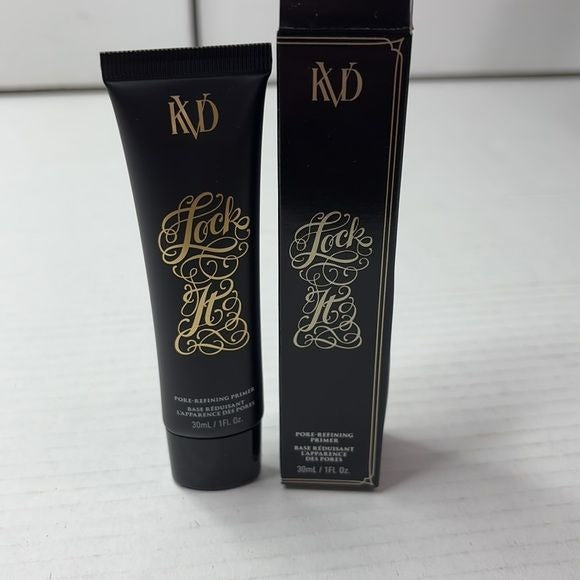 KVD
Lock
It
PORE-REFINING PRIMER
BASE RÉDUISANT
L'APPARENCE DES PORES
30mL / 1FL Oz.
KVD
Lock
It
PORE-REFINING
PRIMER
BASE RÉDUISANT
L'APPARENCE
DES PORES
30mL / 1FL Oz.